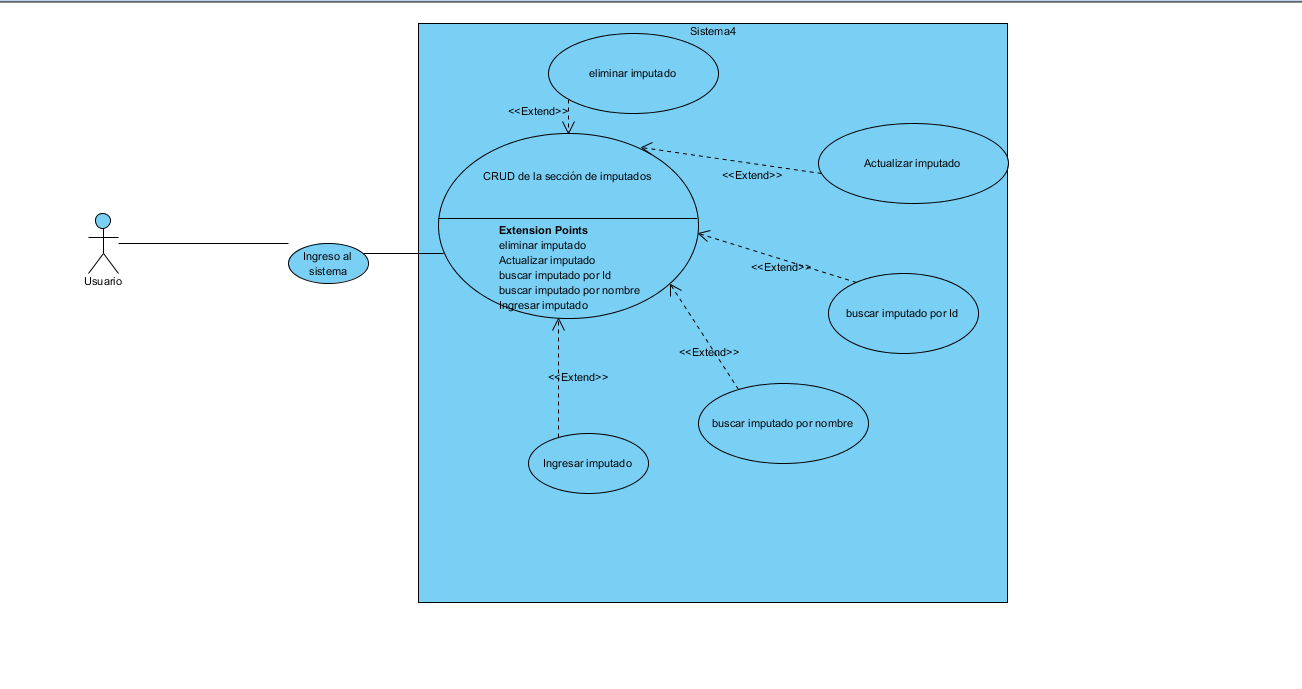 Sistema4
eliminar imputado
<<Extend>>
Actualizar imputado
<<Extend>>
CRUD de la sección de imputados
Extension Points
eliminar imputado
Actualizar imputado
buscar imputado por Id
buscar imputado por nombre
Ingresar imputado
Usuario
Ingreso al
sistema
<<Extend>>
buscar imputado por Id
<<Extend>>
<<Extend>>
buscar imputado por nombre
Ingresar imputado